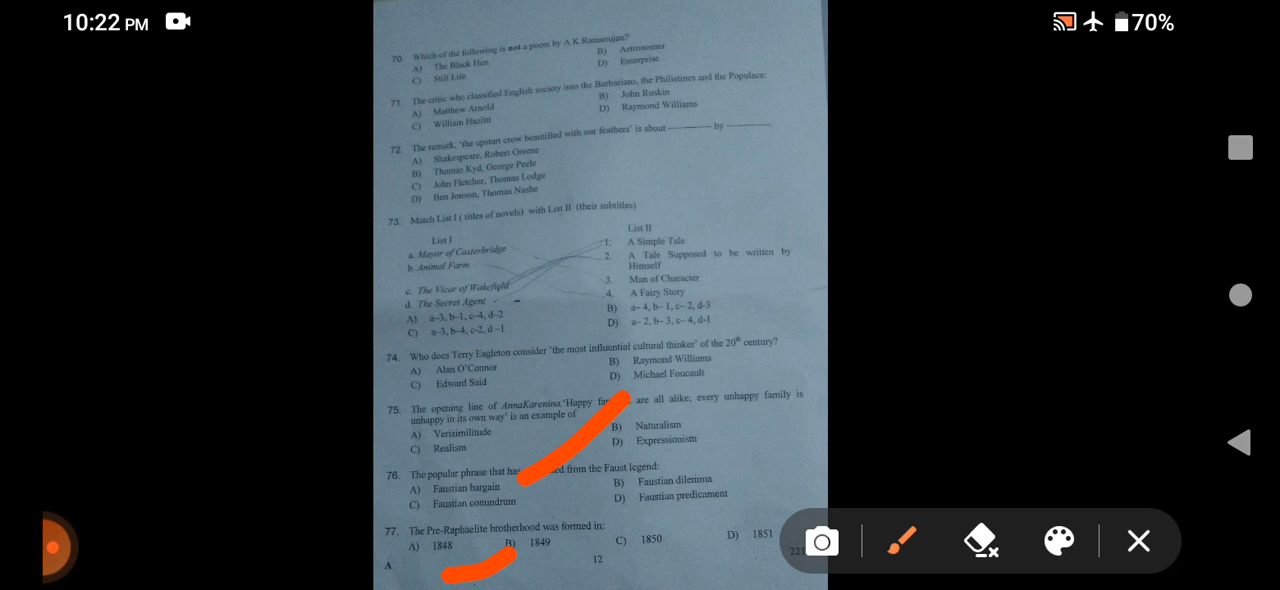 10:22 PM
70%
70. Which of the following is not a poem by A K Ramanujan?
A) The Black Hen B) Astronomer
C) Still Life D) Enterprise
71. The critic who classified English society into the Barbarians, the Philistines and the Populace:
A) Matthew Arnold B) John Ruskin
C) William Hazlitt D) Raymond Williams
72. The remark, 'the upstart crow beautified with our feathers' is about ———— by ————.
A) Shakespeare, Robert Greene
B) Thomas Kyd, George Peele
C) John Fletcher, Thomas Lodge
D) Ben Jonson, Thomas Nashe
73. Match List I ( titles of novels) with List II (their subtitles)
List I List II
a. Mayor of Casterbridge 1. A Simple Tale
b. Animal Farm 2. A Tale Supposed to be written by
Himself
c. The Vicar of Wakefield 3. Man of Character
d. The Secret Agent 4. A Fairy Story
A) a–3, b–1, c–4, d–2 B) a– 4, b– 1, c– 2, d-3
C) a–3, b–4, c-2, d –1 D) a– 2, b– 3, c– 4, d-1
74. Who does Terry Eagleton consider 'the most influential cultural thinker' of the 20th century?
A) Alan O'Connor B) Raymond Williams
C) Edward Said D) Michael Foucault
75. The opening line of AnnaKarenina,'Happy are all alike; every unhappy family is
unhappy in its own way' is an example of
A) Verisimilitude B) Naturalism
C) Realism D) Expressionism
76. The popular phrase that has from the Faust legend:
A) Faustian bargain B) Faustian dilemma
C) Faustian conundrum D) Faustian predicament
77. The Pre-Raphaelite brotherhood was formed in:
A) 1848 B) 1849 C) 1850 D) 1851
A 12